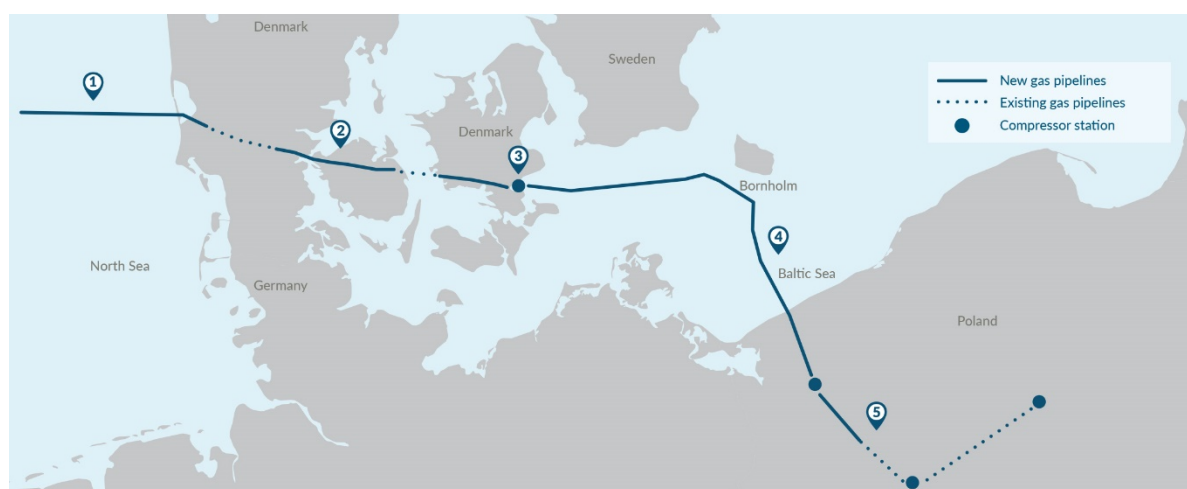 Denmark
Sweden
1
New gas pipelines
Existing gas pipelines
Compressor station
2
Denmark
3
Bornholm
4
North Sea
Baltic Sea
Germany
Poland
5